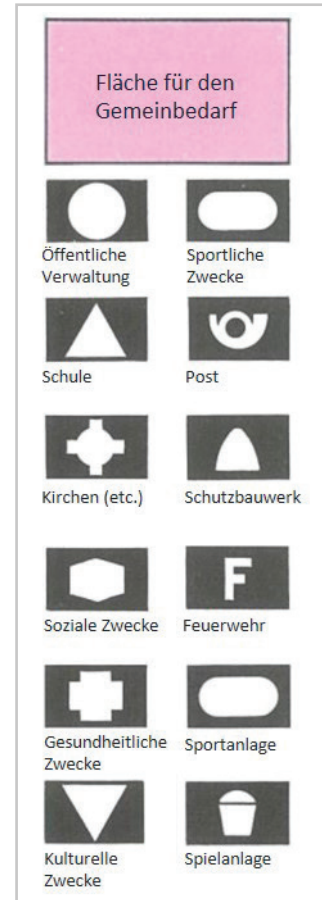 Fläche für den
Gemeinbedarf
Öffentliche
Verwaltung
Sportliche
Zwecke
Schule
Post
Kirchen (etc.)
Schutzbauwerk
Soziale Zwecke
F
Feuerwehr
Gesundheitliche
Zwecke
Sportanlage
Kulturelle
Zwecke
Spielanlage